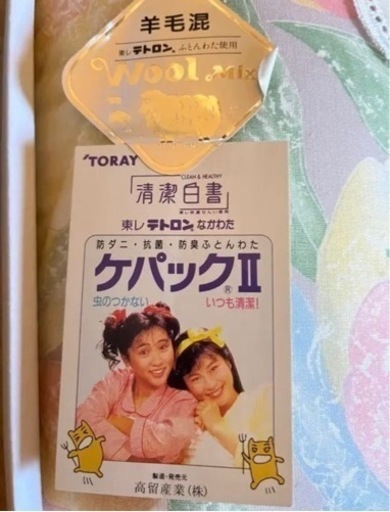 羊毛混
東レ テトロン® ふとんわた使用
Wool Mix
TORAY
CLEAN & HEALTHY
「清潔白書」
東レ テトロン® なかわた
防ダニ・抗菌・防臭ふとんわた
ケパックII®
虫のつかない いつも清潔!
製造・発売元
高留産業(株)